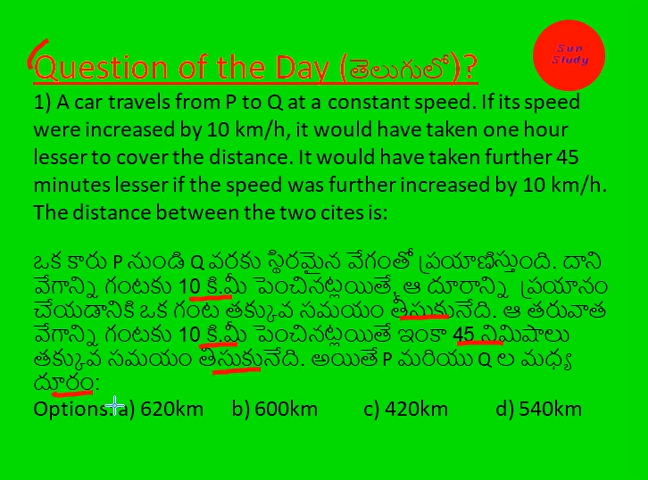 Question of the Day (తెలుగులో)?
Sun
Study
1) A car travels from P to Q at a constant speed. If its speed
were increased by 10 km/h, it would have taken one hour
lesser to cover the distance. It would have taken further 45
minutes lesser if the speed was further increased by 10 km/h.
The distance between the two cites is:
ఒక కారు P నుండి Q వరకు స్థిరమైన వేగంతో ప్రయాణిస్తుంది. దాని
వేగాన్ని గంటకు 10 కి.మీ పెంచినట్లయితే, ఆ దూరాన్ని ప్రయానం
చేయడానికి ఒక గంట తక్కువ సమయం తీసుకునేది. ఆ తరువాత
వేగాన్ని గంటకు 10 కి.మీ పెంచినట్లయితే ఇంకా 45 నిమిషాలు
తక్కువ సమయం తీసుకునేది. అయితే P మరియు Q ల మధ్య
దూరం:
Options: a) 620km b) 600km c) 420km d) 540km